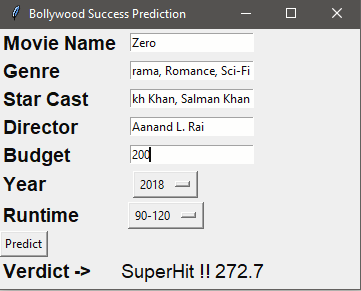 Bollywood Success Prediction
Movie Name Zero
Genre rama, Romance, Sci-Fi
Star Cast kh Khan, Salman Khan
Director Aanand L. Rai
Budget 200
Year 2018
Runtime 90-120
Predict
Verdict -> SuperHit !! 272.7